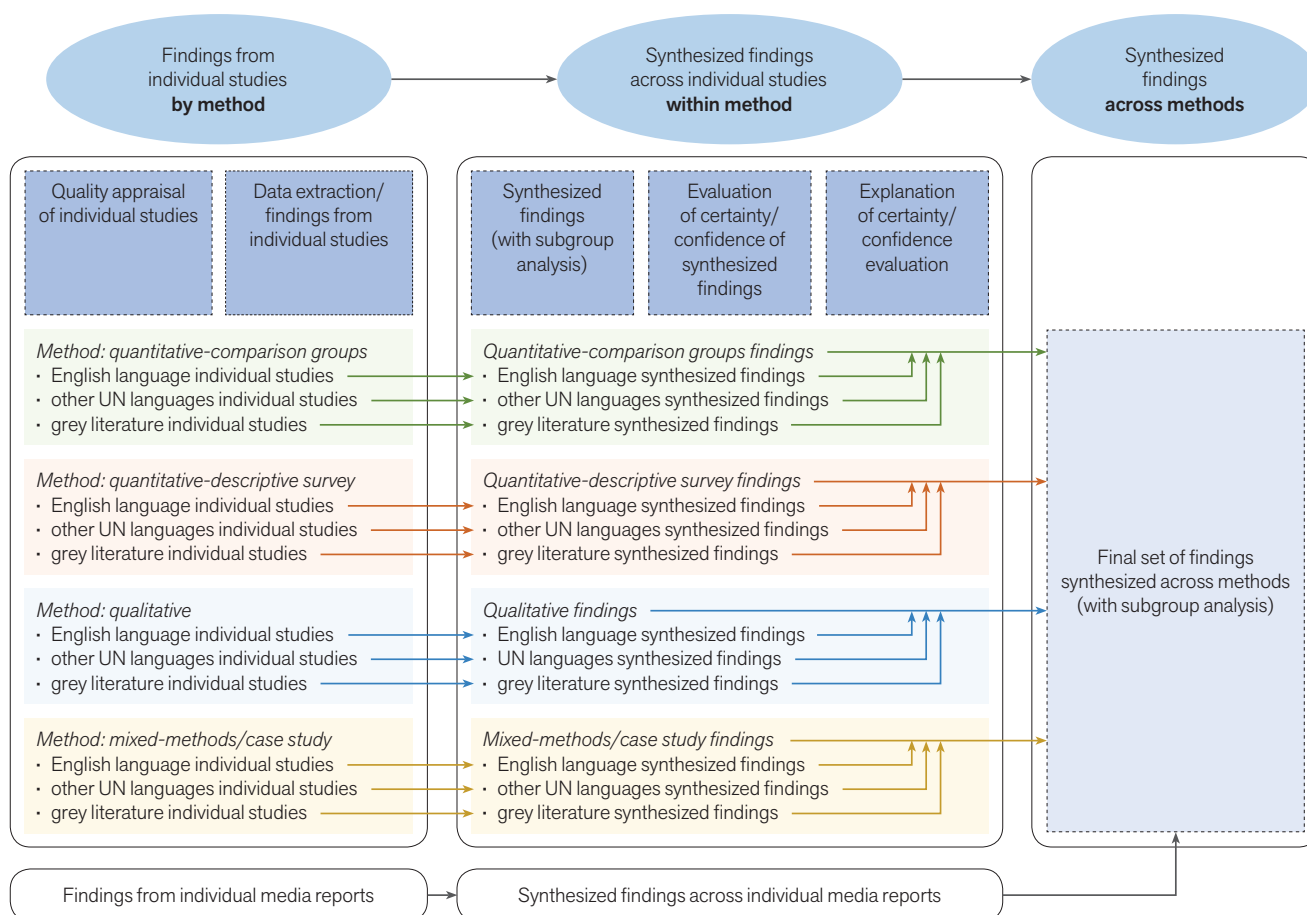 Findings from
individual studies
by method
Synthesized findings
across individual studies
within method
Synthesized
findings
across methods
Quality appraisal
of individual studies
Data extraction/
findings from
individual studies
Synthesized
findings
(with subgroup
analysis)
Evaluation
of certainty/
confidence of
synthesized
findings
Explanation
of certainty/
confidence
evaluation
Method: quantitative-comparison groups
· English language individual studies
· other UN languages individual studies
· grey literature individual studies
Quantitative-comparison groups findings
· English language synthesized findings
· other UN languages synthesized findings
· grey literature synthesized findings
Method: quantitative-descriptive survey
· English language individual studies
· other UN languages individual studies
· grey literature individual studies
Quantitative-descriptive survey findings
· English language synthesized findings
· other UN languages synthesized findings
· grey literature synthesized findings
Method: qualitative
· English language individual studies
· other UN languages individual studies
· grey literature individual studies
Qualitative findings
· English language synthesized findings
· UN languages synthesized findings
· grey literature synthesized findings
Method: mixed-methods/case study
· English language individual studies
· other UN languages individual studies
· grey literature individual studies
Mixed-methods/case study findings
· English language synthesized findings
· other UN languages synthesized findings
· grey literature synthesized findings
Final set of findings
synthesized across methods
(with subgroup analysis)
Findings from individual media reports
Synthesized findings across individual media reports